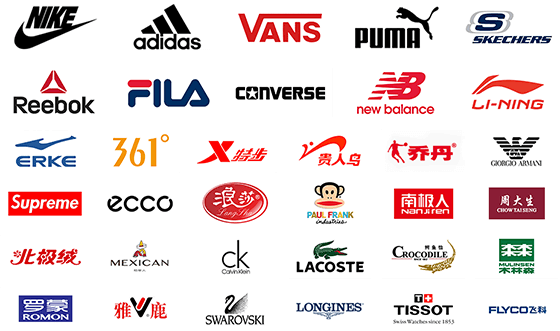 NIKE
adidas
VANS
PUMA
SKECHERS
Reebok
FILA
CONVERSE
NB
new balance
LI-NING
ERKE
361°
特步
贵人鸟
乔丹
GIORGIO ARMANI
Supreme
ecco
浪莎
LangSha
PAUL FRANK
industries
南极人
NanJiren
周大生
CHOW TAI SENG
北极绒
MEXICAN
ck
Calvin Klein
LACOSTE
鳄鱼恤
CROCODILE
MULINSEN
木林森
罗蒙
ROMON
雅鹿
SWAROVSKI
LONGINES
T+
TISSOT
Swiss Watches since 1853
FLYCO飞科